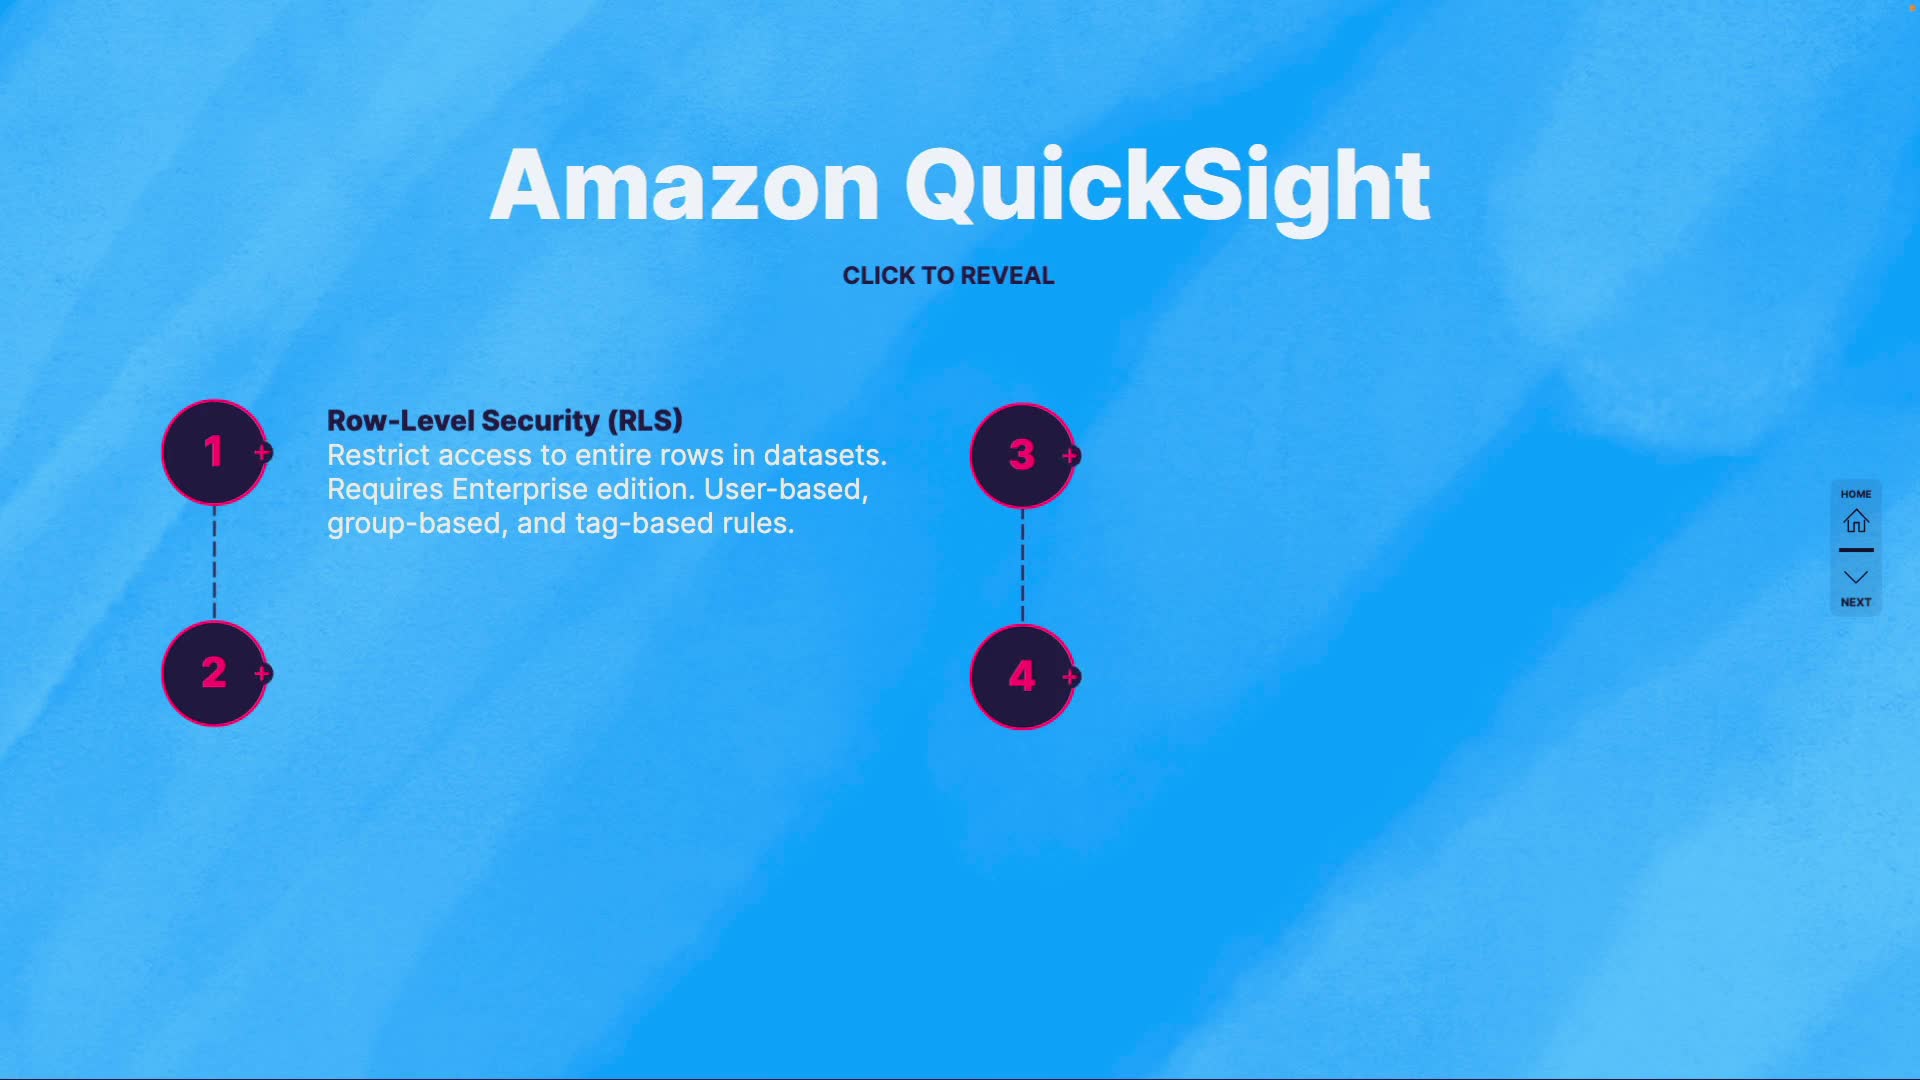 Amazon QuickSight
CLICK TO REVEAL
1
+
Row-Level Security (RLS)
Restrict access to entire rows in datasets.
Requires Enterprise edition. User-based,
group-based, and tag-based rules.
2
+
3
+
4
+
HOME
NEXT